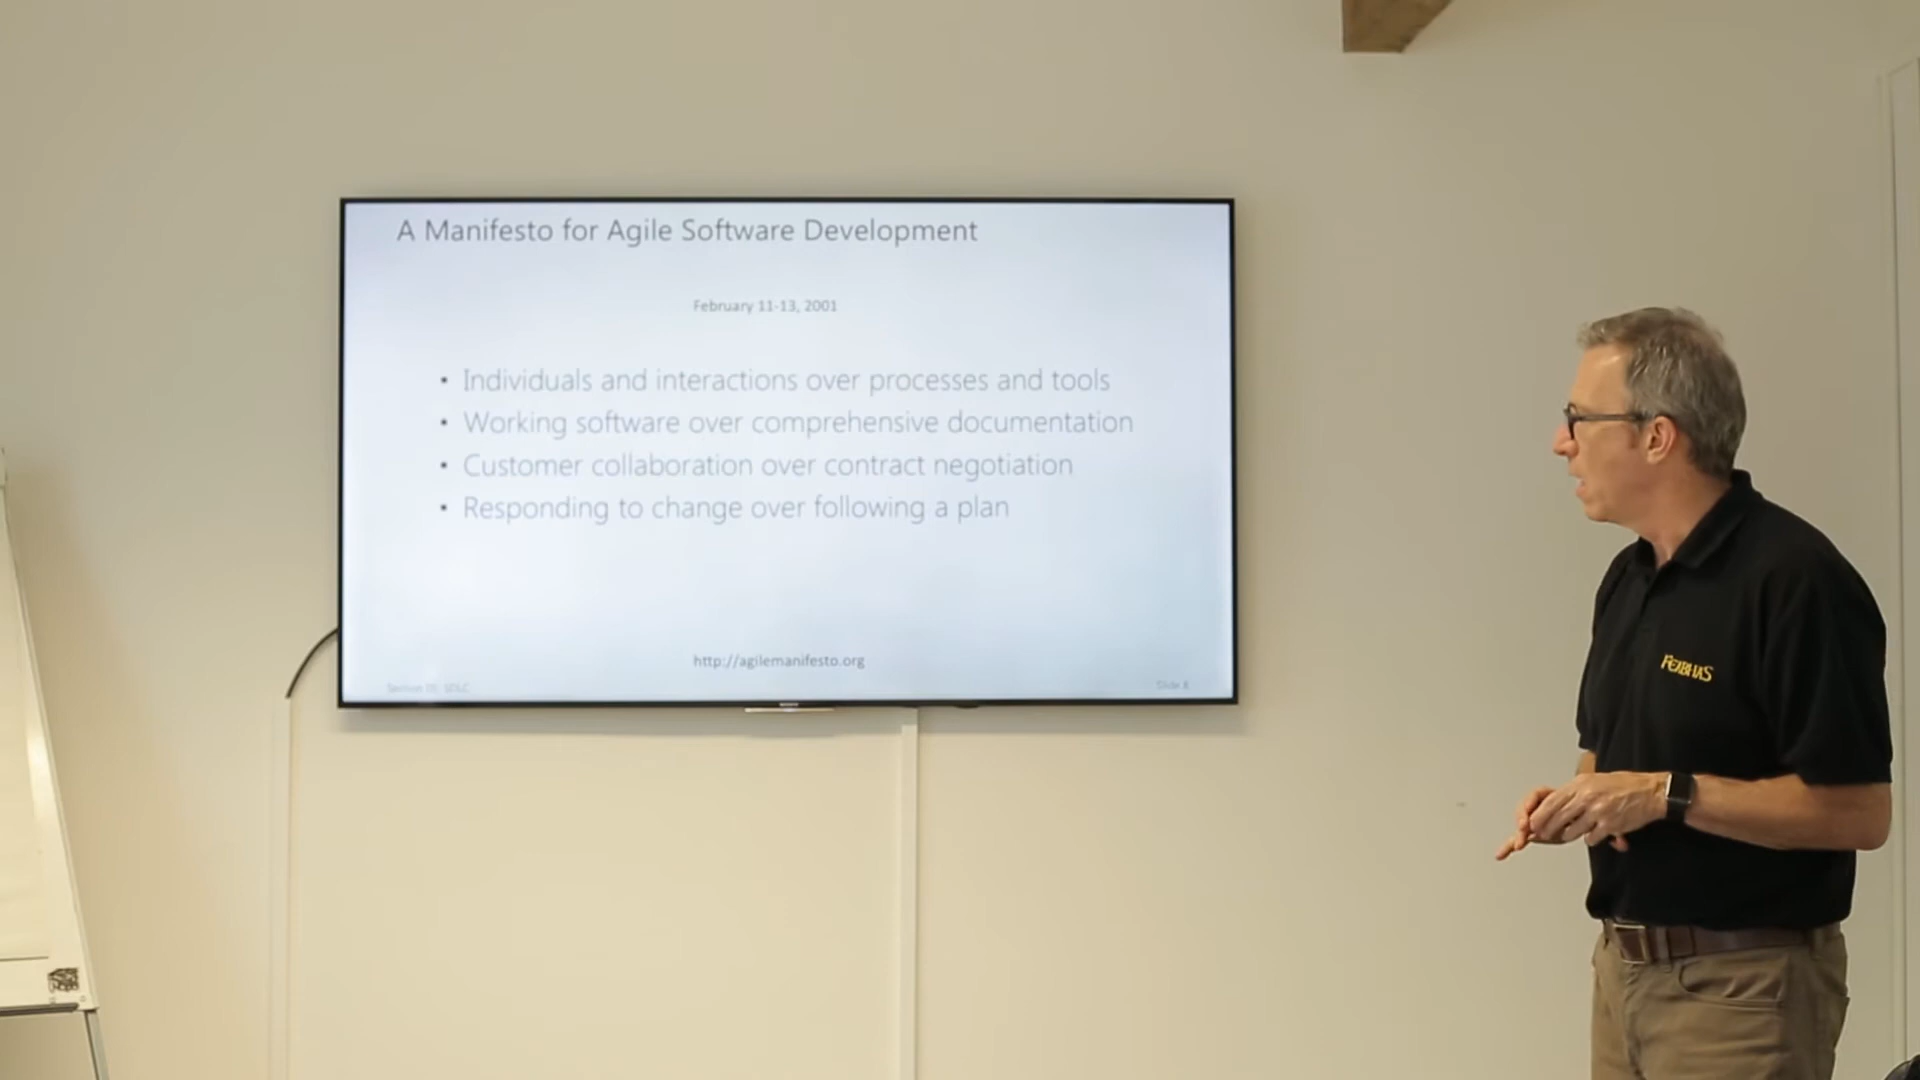 A Manifesto for Agile Software Development
February 11-13, 2001
• Individuals and interactions over processes and tools
• Working software over comprehensive documentation
• Customer collaboration over contract negotiation
• Responding to change over following a plan
http://agilemanifesto.org
Slide 8
FEABHAS